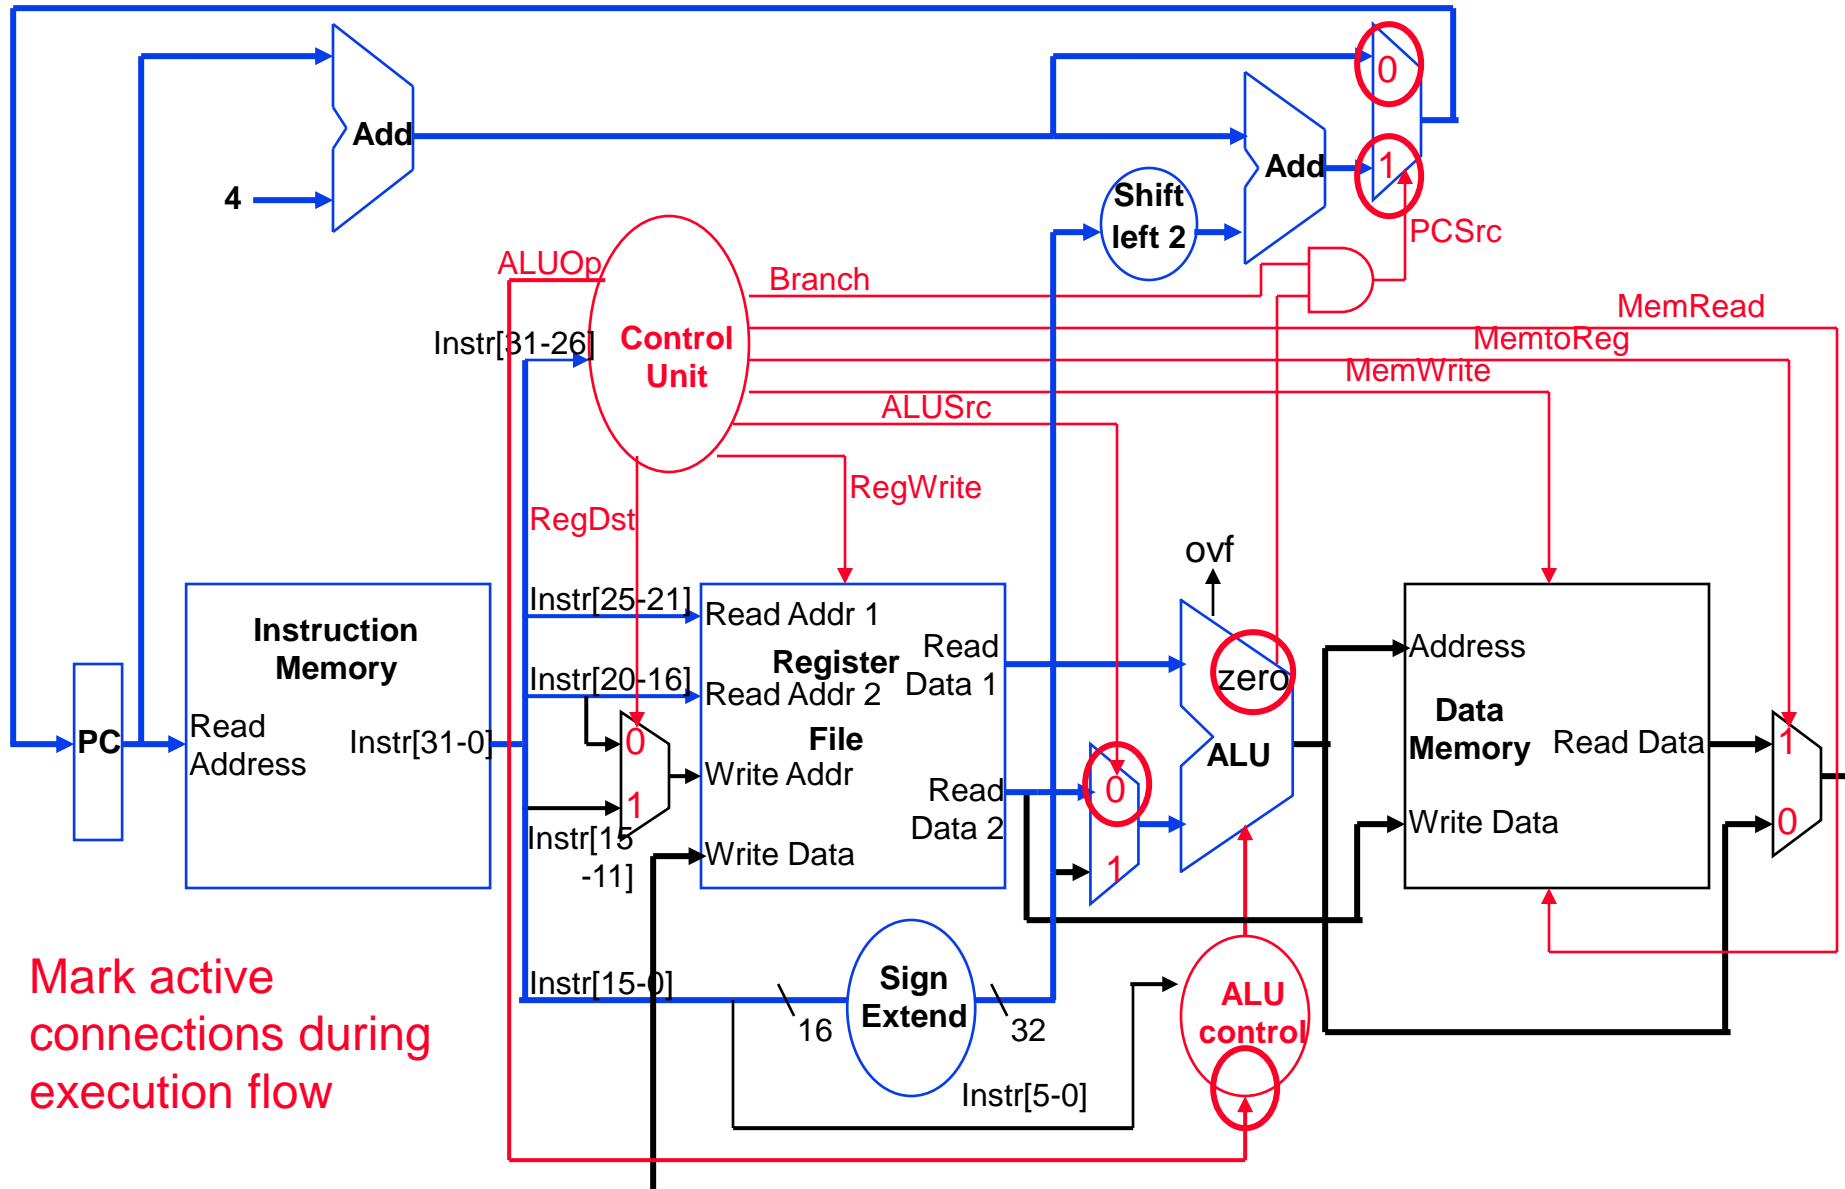 0
Add
1
Add
4
Shift
left 2
PCSrc
ALUOp
Branch
MemRead
Instr[31-26]
Control
Unit
MemtoReg
MemWrite
ALUSrc
RegWrite
RegDst
ovf
Instr[25-21]
Read Addr 1
Instruction
Memory
Register
Read
Data 1
Address
Instr[20-16]
Read Addr 2
zero
PC
Read
Address
Instr[31-0]
0
File
ALU
Data
Memory
Read Data
1
Write Addr
0
1
Read
Data 2
Write Data
0
Instr[15
-11]
Write Data
1
Mark active
connections during
execution flow
Instr[15-0]
16
Sign
Extend
32
ALU
control
Instr[5-0]